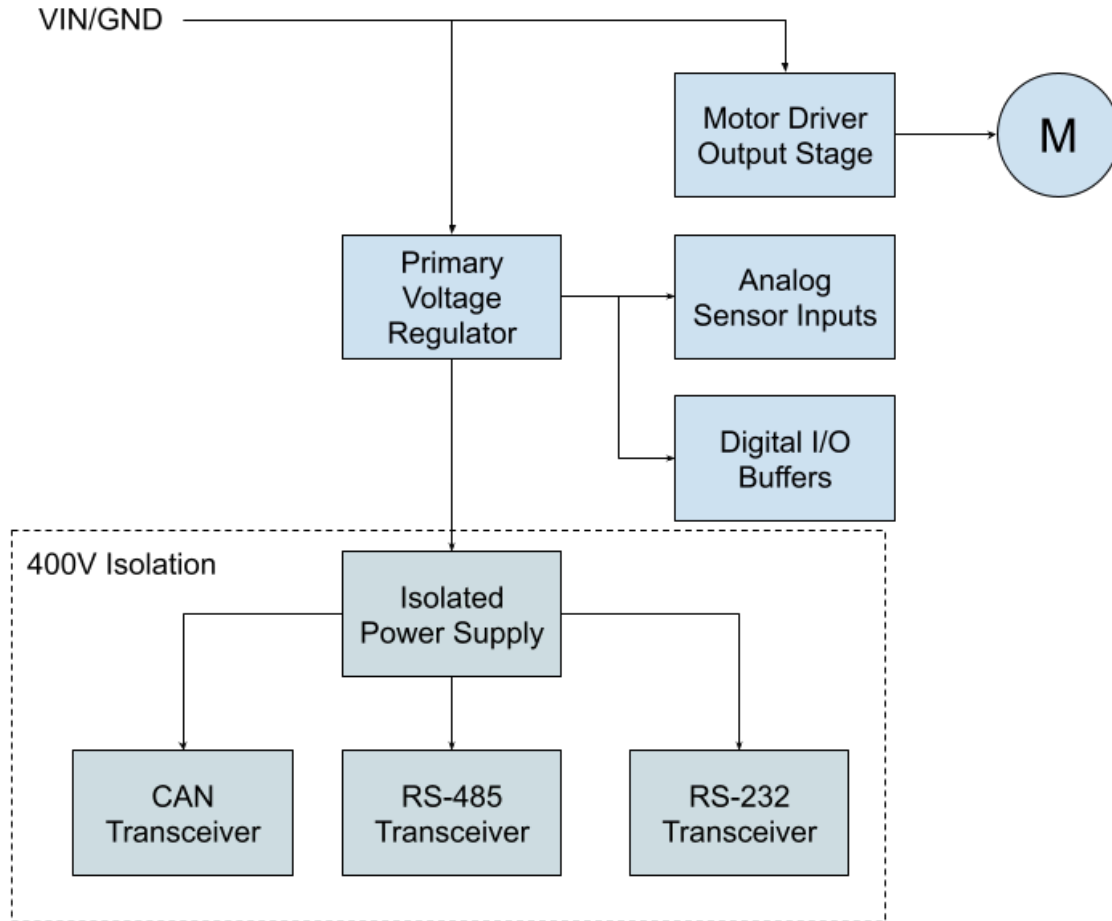 VIN/GND
Motor Driver
Output Stage
M
Primary
Voltage
Regulator
Analog
Sensor Inputs
Digital I/O
Buffers
400V Isolation
Isolated
Power Supply
CAN
Transceiver
RS-485
Transceiver
RS-232
Transceiver